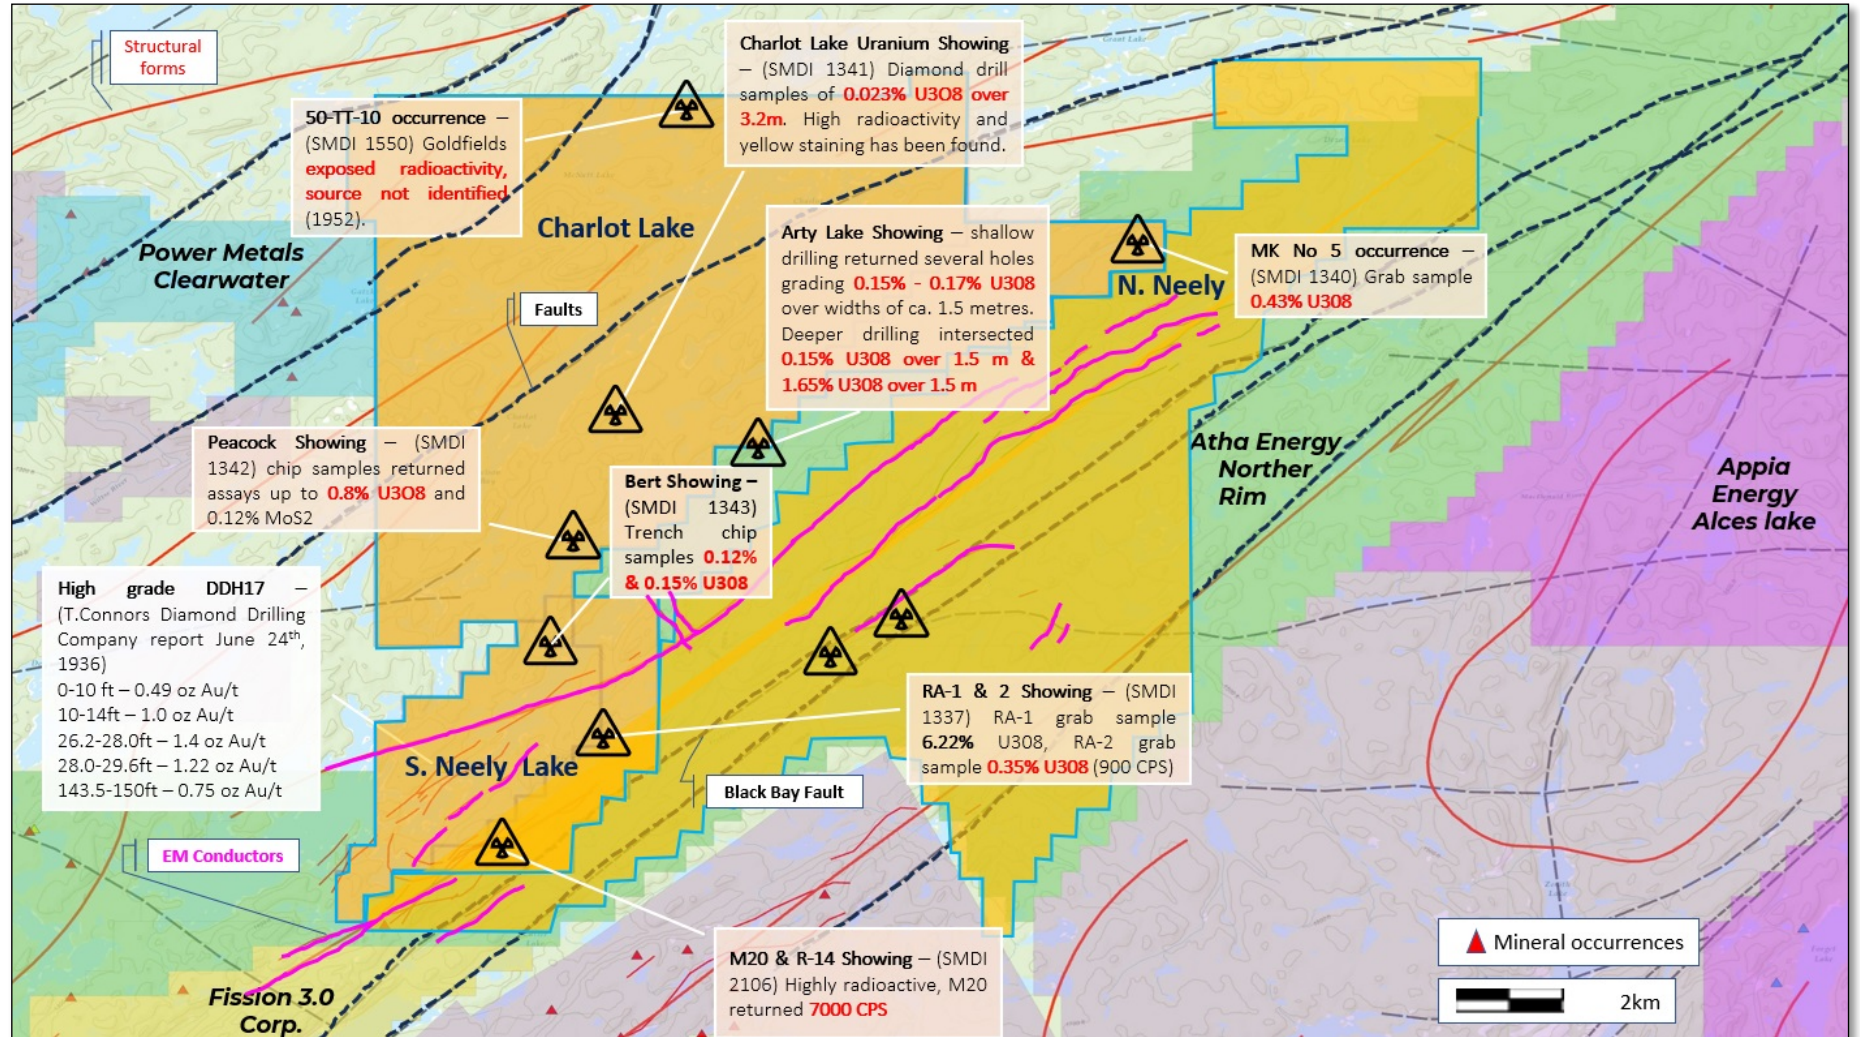 Structural
forms
Charlot Lake Uranium Showing
– (SMDI 1341) Diamond drill
samples of 0.023% U3O8 over
3.2m. High radioactivity and
yellow staining has been found.
50-TT-10 occurrence –
(SMDI 1550) Goldfields
exposed radioactivity,
source not identified
(1952).
Charlot Lake
Power Metals
Clearwater
Arty Lake Showing – shallow
drilling returned several holes
grading 0.15% - 0.17% U308
over widths of ca. 1.5 metres.
Deeper drilling intersected
0.15% U308 over 1.5 m &
1.65% U308 over 1.5 m
MK No 5 occurrence –
(SMDI 1340) Grab sample
0.43% U308
N. Neely
Faults
Peacock Showing – (SMDI
1342) chip samples returned
assays up to 0.8% U3O8 and
0.12% MoS2
Bert Showing –
(SMDI 1343)
Trench chip
samples 0.12%
& 0.15% U308
Atha Energy
Norther
Rim
Appia
Energy
Alces lake
High grade DDH17 –
(T.Connors Diamond Drilling
Company report June 24th,
1936)
0-10 ft – 0.49 oz Au/t
10-14ft – 1.0 oz Au/t
26.2-28.0ft – 1.4 oz Au/t
28.0-29.6ft – 1.22 oz Au/t
143.5-150ft – 0.75 oz Au/t
RA-1 & 2 Showing – (SMDI
1337) RA-1 grab sample
6.22% U308, RA-2 grab
sample 0.35% U308 (900 CPS)
S. Neely Lake
Black Bay Fault
EM Conductors
M20 & R-14 Showing – (SMDI
2106) Highly radioactive, M20
returned 7000 CPS
Fission 3.0
Corp.
Mineral occurrences
2km